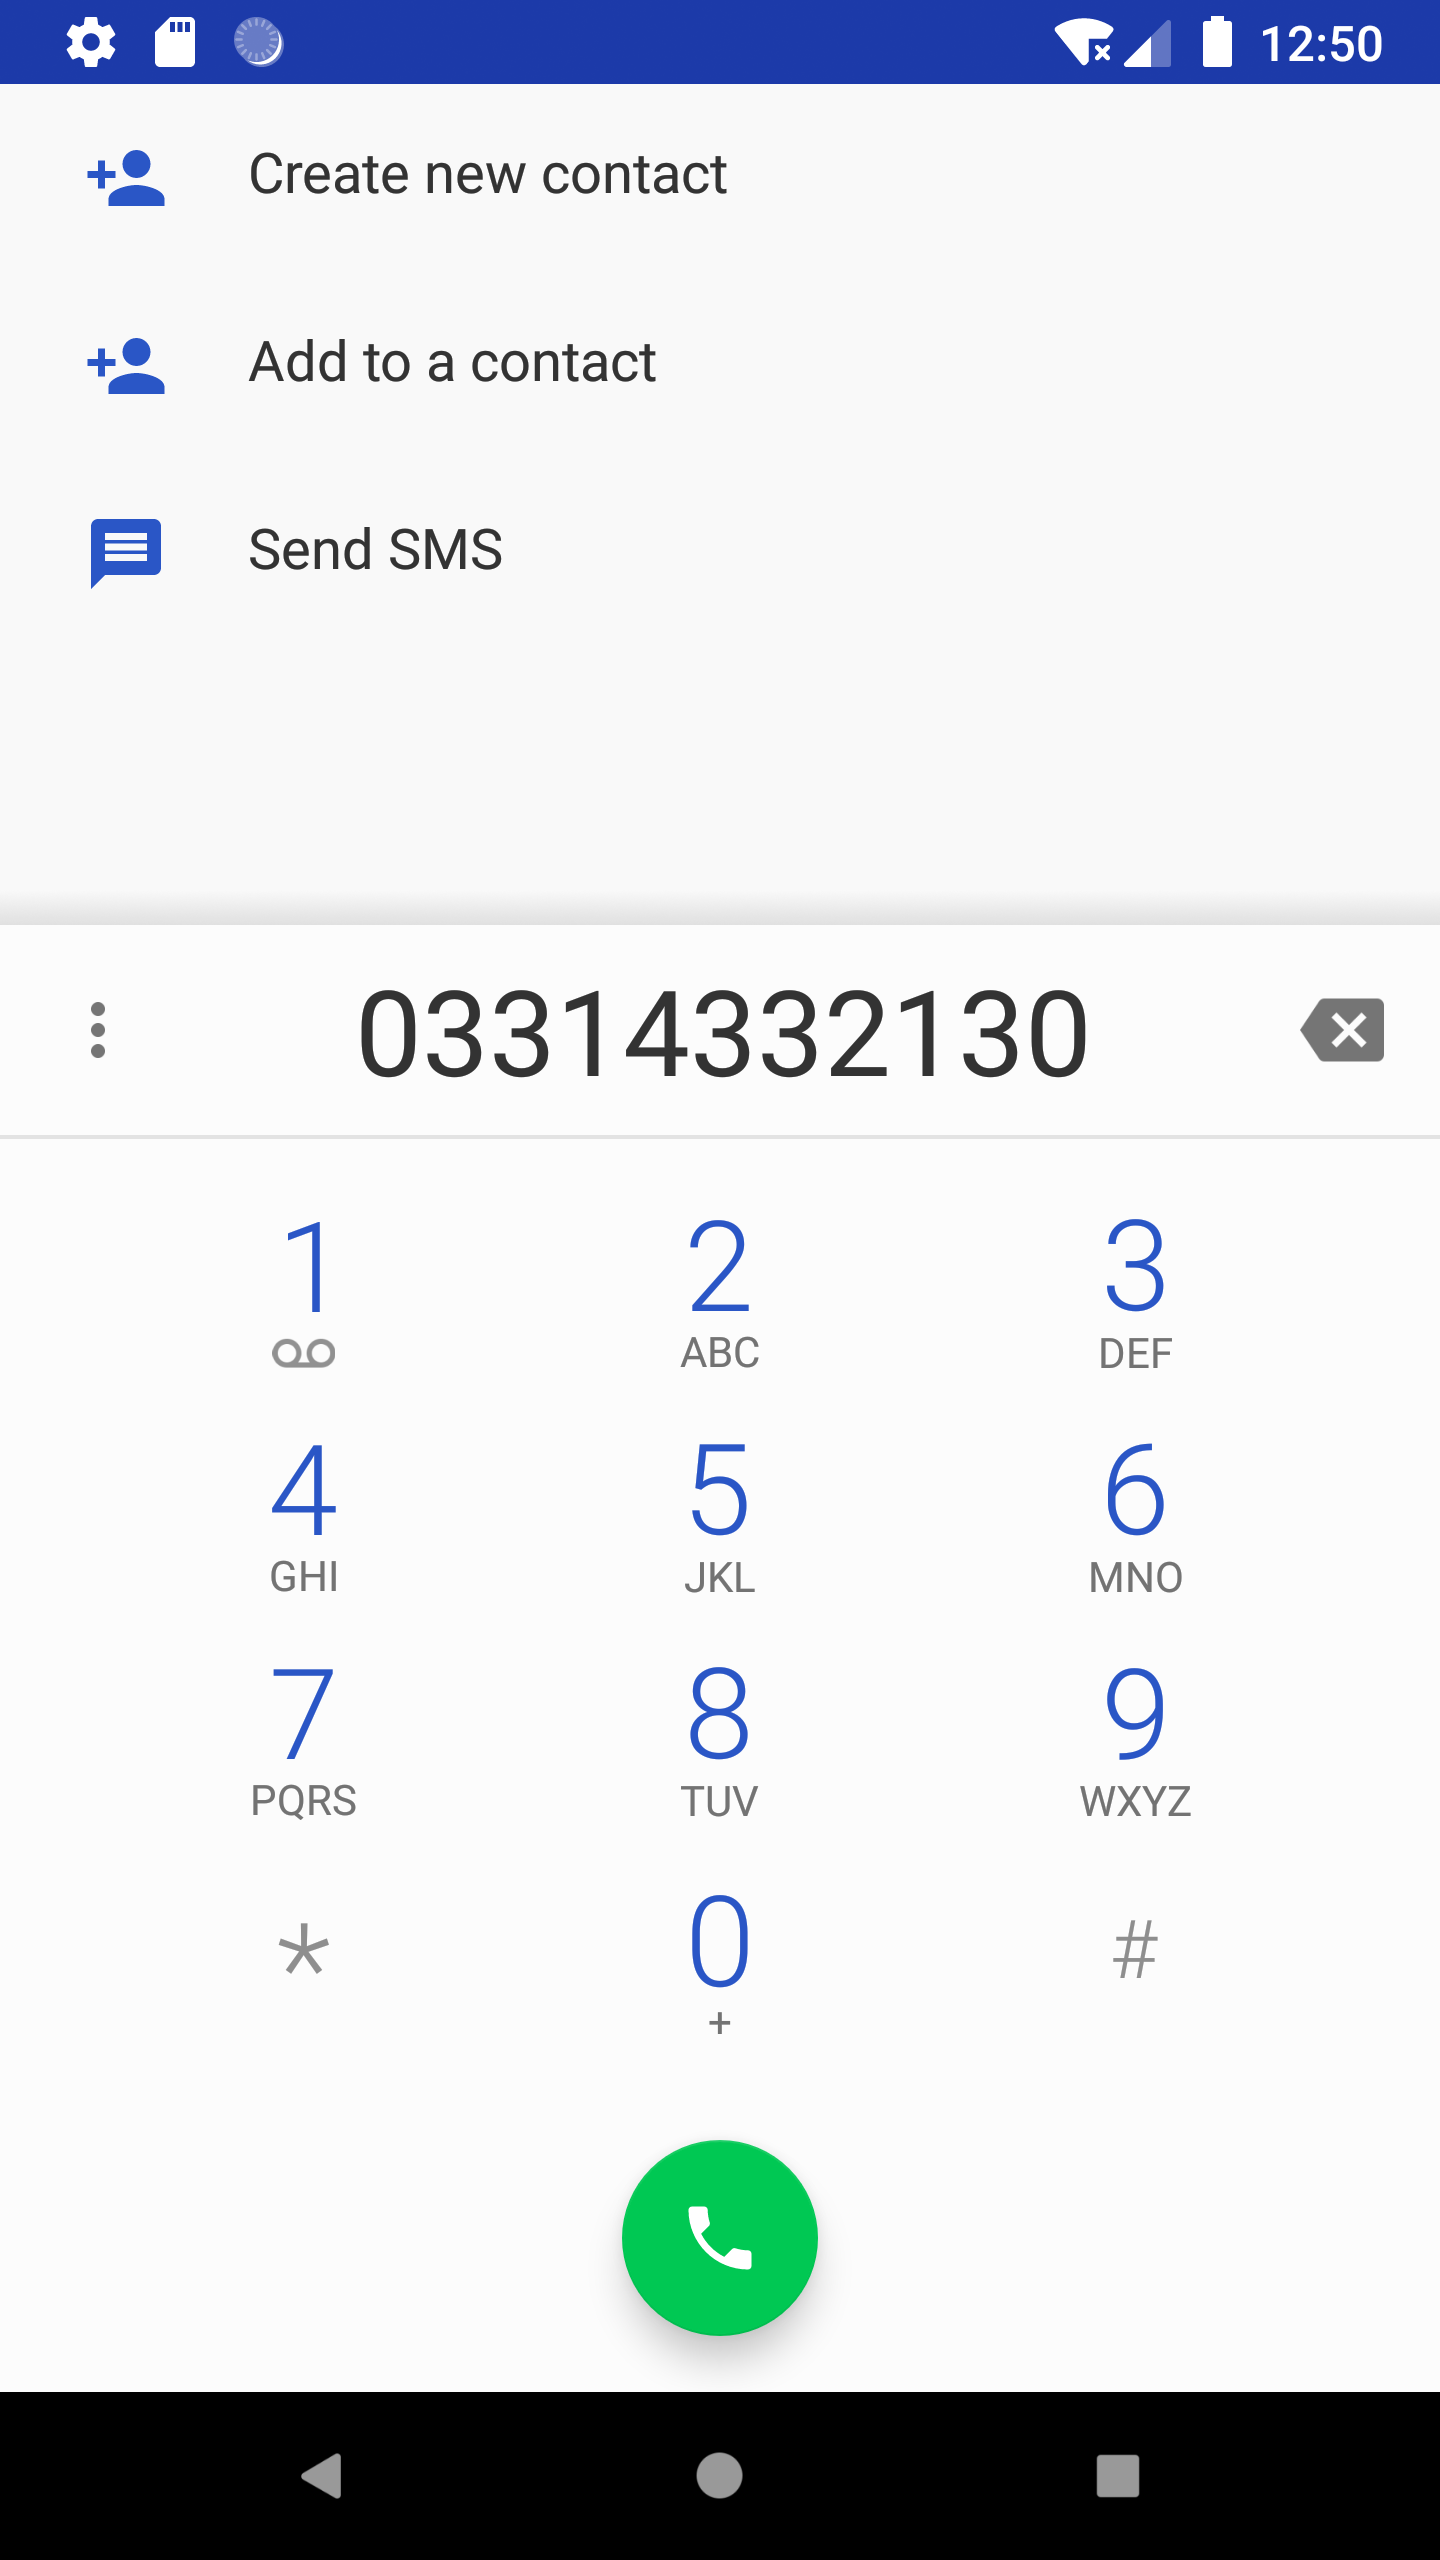 12:50
Create new contact
Add to a contact
Send SMS
03314332130
1 2 3
ABC DEF
4 5 6
GHI JKL MNO
7 8 9
PQRS TUV WXYZ
* 0 #
+